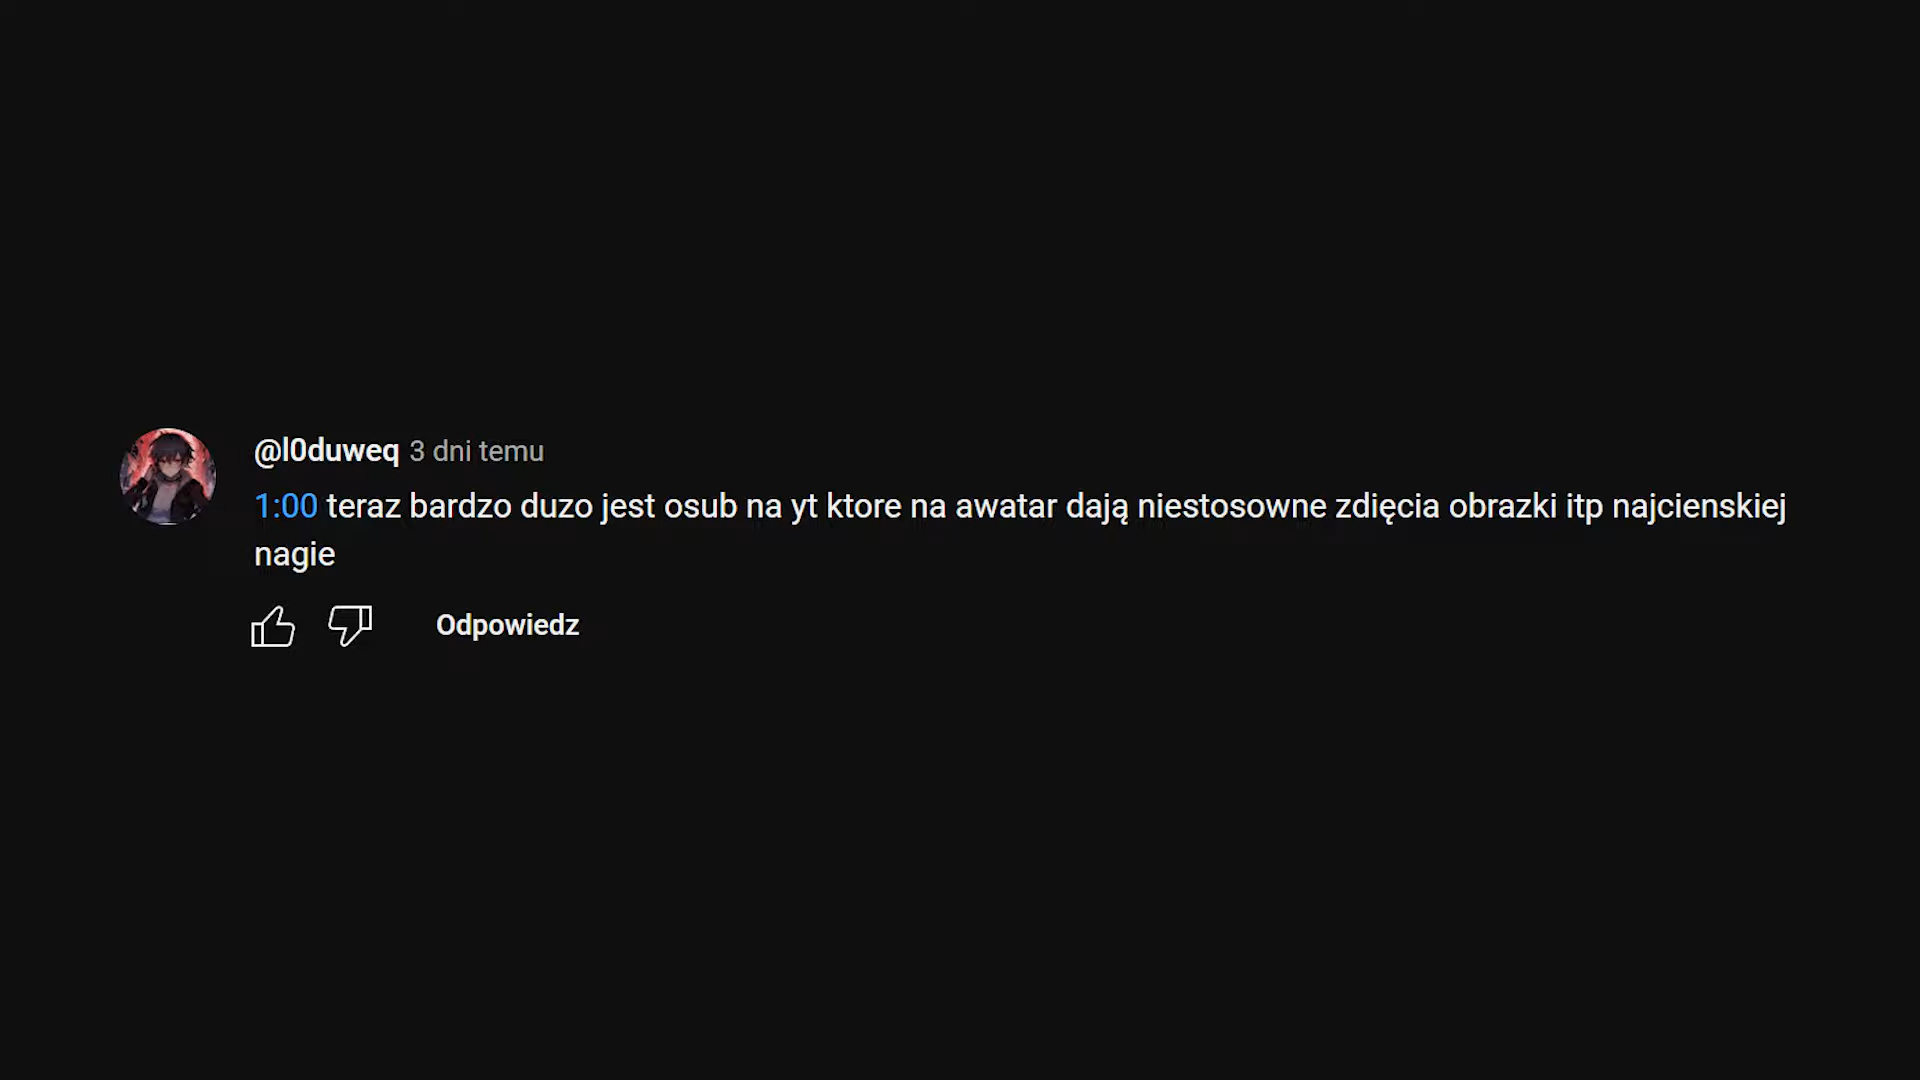 @l0duweq 3 dni temu
1:00 teraz bardzo duzo jest osub na yt ktore na awatar dają niestosowne zdięcia obrazki itp najcienskiej
nagie
Odpowiedz